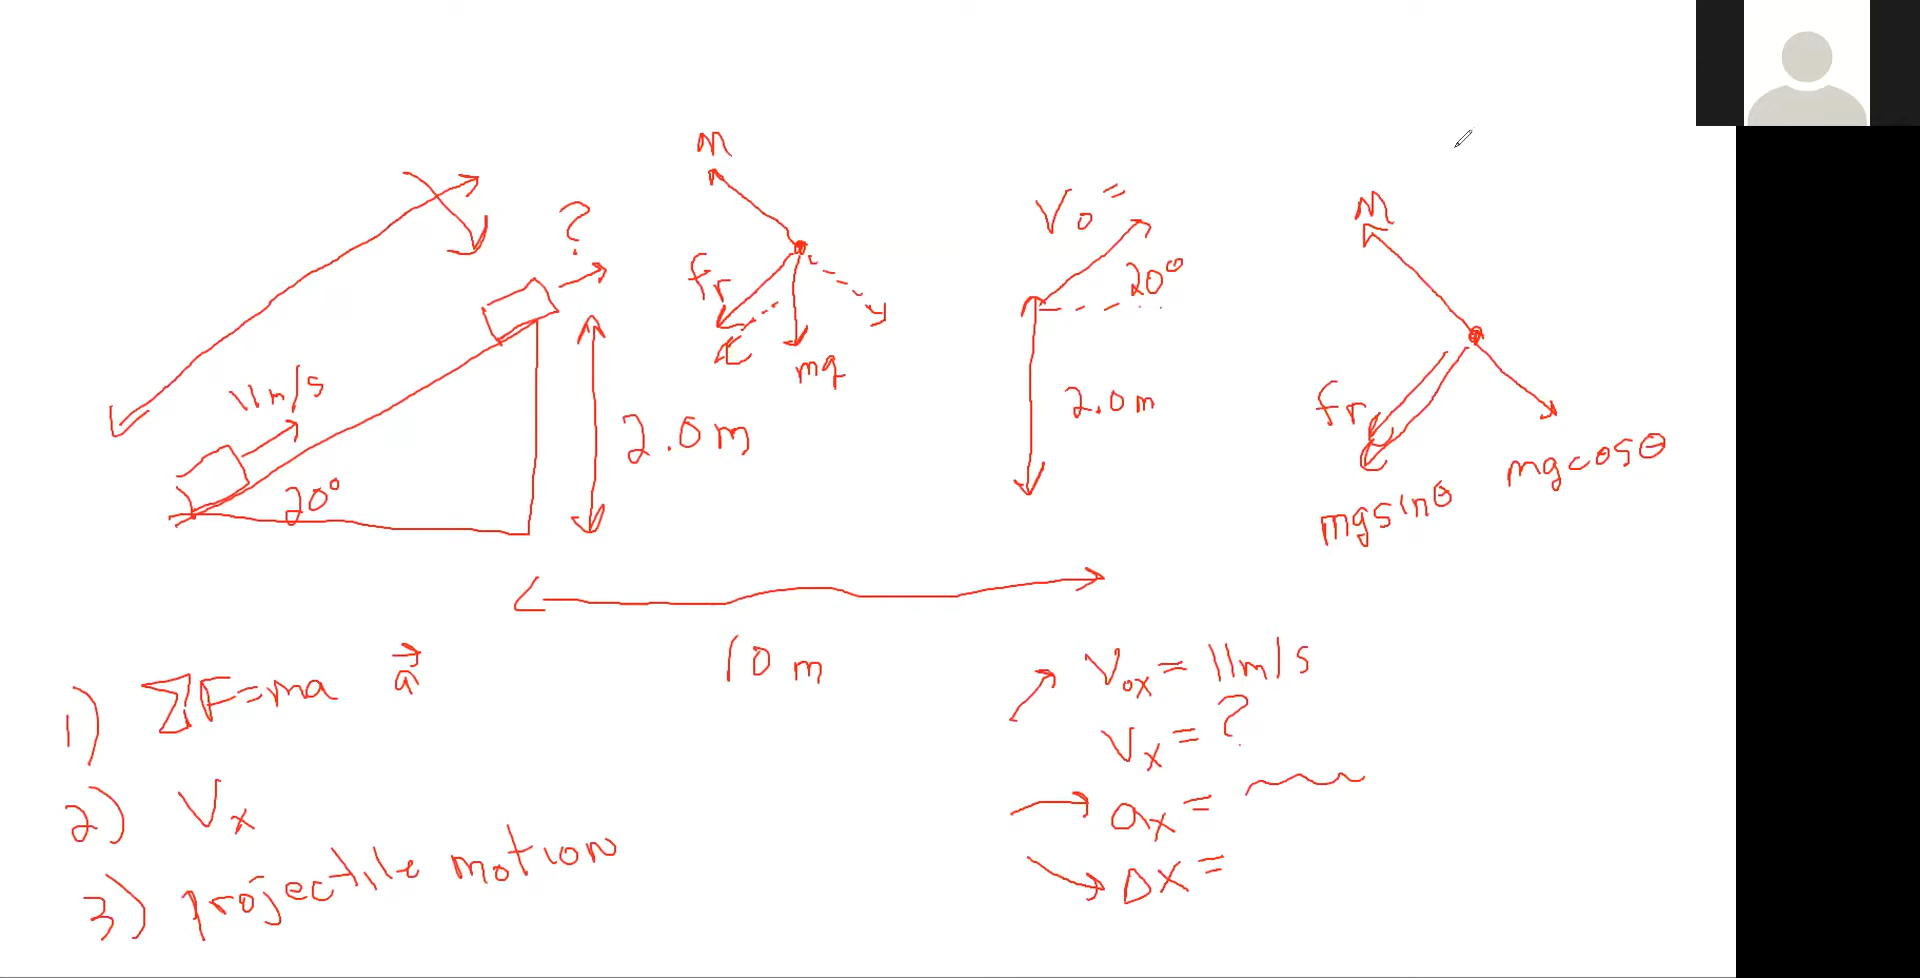 n
?
fr
mg
11m/s
20°
2.0m
10 m
V0 =
20°
2.0m
n
fr
mg sinθ
mg cosθ
1) ΣF=ma a⃗
2) Vx
3) projectile motion
Vox = 11m/s
Vx = ?
ax =
Δx =